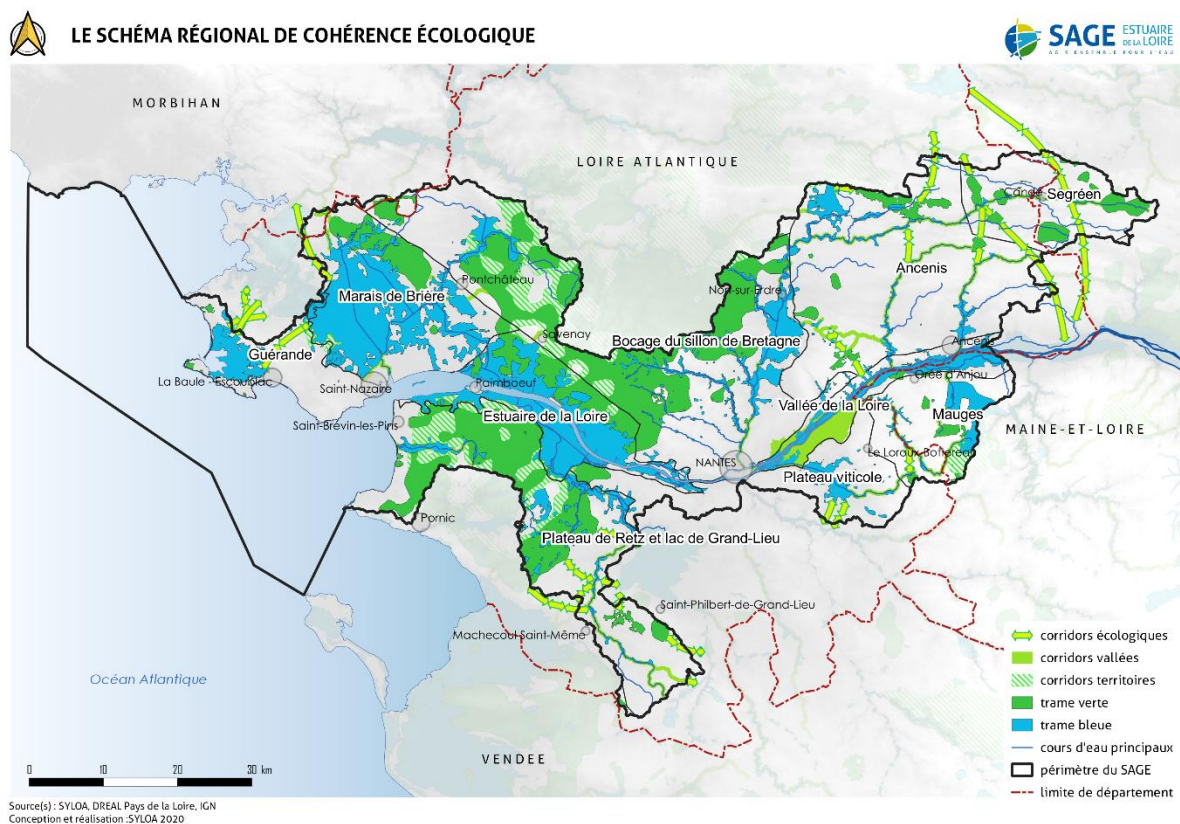 LE SCHÉMA RÉGIONAL DE COHÉRENCE ÉCOLOGIQUE
SAGE ESTUAIRE DE LA LOIRE
MORBIHAN
LOIRE ATLANTIQUE
Candé
Segréen
Ancenis
Pontchâteau
Marais de Brière
Nort-sur-Erdre
Savenay
Bocage du sillon de Bretagne
Ancenis
Guérande
La Baule - Escoublac
Saint-Nazaire
Paimboeuf
Orée d'Anjou
Estuaire de la Loire
Vallée de la Loire
Mauges
Saint-Brévin-les-Pins
MAINE-ET-LOIRE
NANTES
Le Loroux-Bottereau
Plateau viticole
Pornic
Plateau de Retz et lac de Grand-Lieu
Saint-Philbert-de-Grand-Lieu
Machecoul Saint-Même
Océan Atlantique
VENDEE
corridors écologiques
corridors vallées
corridors territoires
trame verte
trame bleue
cours d'eau principaux
périmètre du SAGE
limite de département
0 10 20 30 km
Source(s) : SYLOA, DREAL Pays de la Loire, IGN
Conception et réalisation :SYLOA 2020